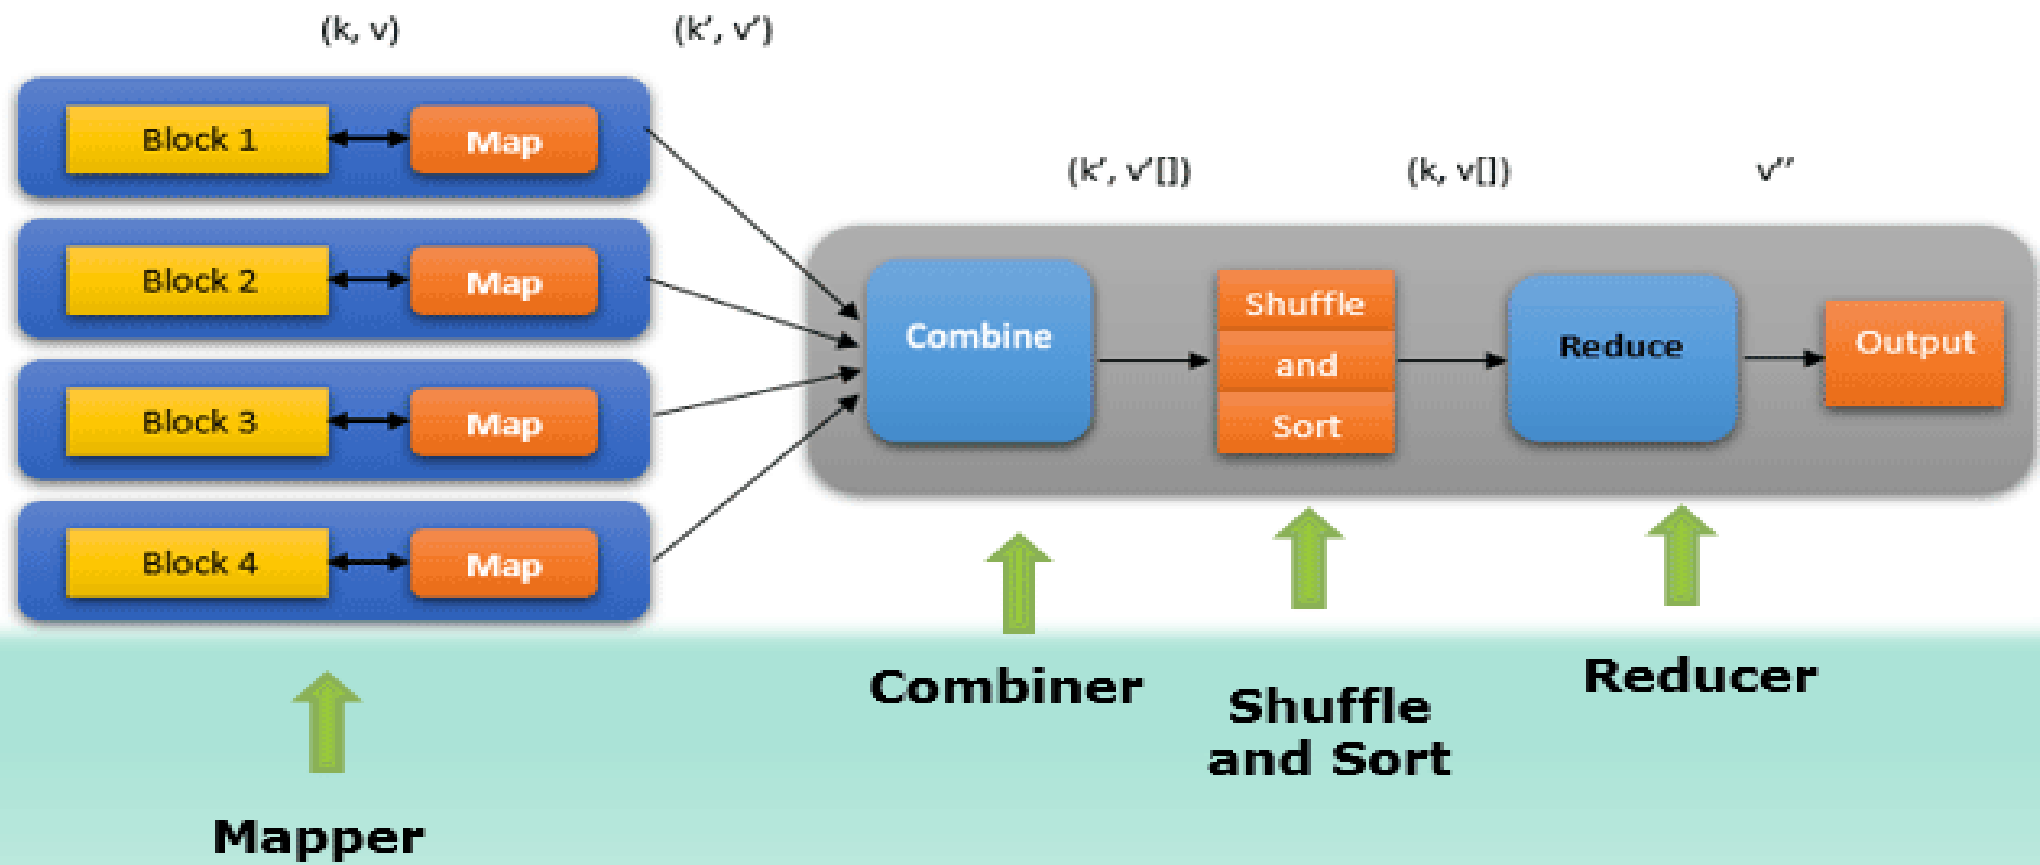 (k, v)
(k’, v’)
Block 1
Map
Block 2
Map
Block 3
Map
Block 4
Map
(k’, v’[])
(k, v[])
v’’
Combine
Shuffle
and
Sort
Reduce
Output
Mapper
Combiner
Shuffle
and Sort
Reducer